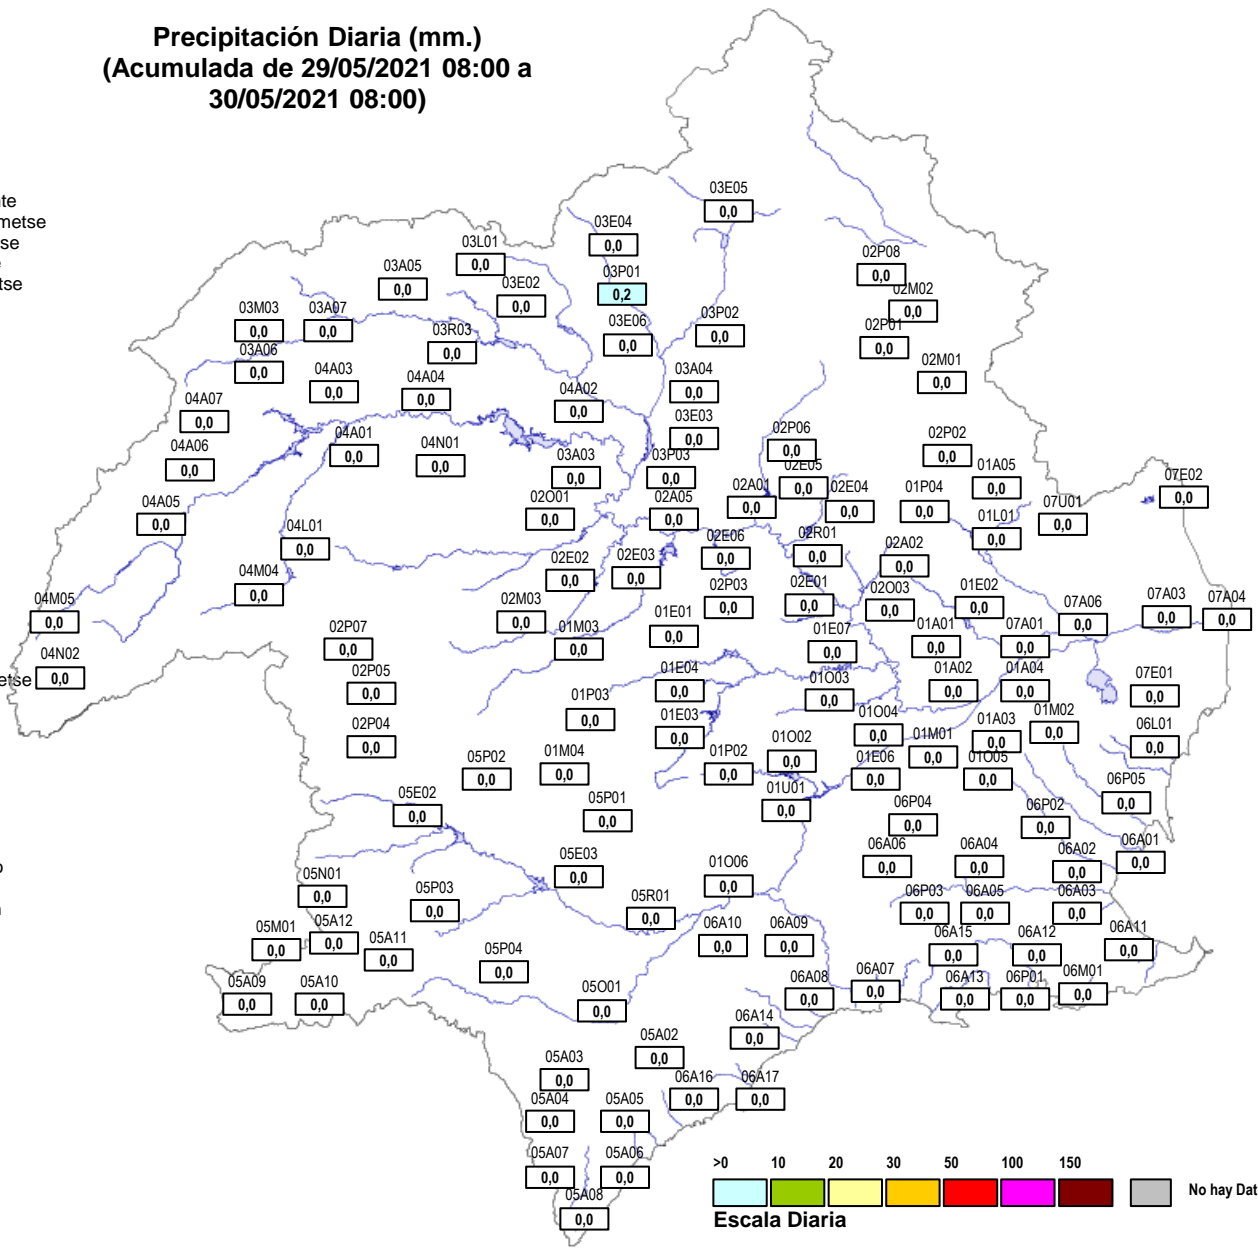 Precipitación Diaria (mm.)
(Acumulada de 29/05/2021 08:00 a
30/05/2021 08:00)
te
metse
se
e
tse
03E05
0,0
03E04
0,0
03L01
0,0
02P08
0,0
03A05
0,0
03P01
0,2
03E02
0,0
02M02
0,0
03M03
0,0
03A07
0,0
03P02
0,0
03R03
0,0
03E06
0,0
02P01
0,0
03A06
0,0
02M01
0,0
04A03
0,0
04A04
0,0
03A04
0,0
04A02
0,0
04A07
0,0
03E03
0,0
04A01
0,0
02P06
0,0
04A06
0,0
04N01
0,0
02P02
0,0
03A03
0,0
03P03
0,0
02E05
0,0
01A05
0,0
07E02
0,0
04A05
0,0
02O01
0,0
02A05
0,0
02A01
0,0
02E04
0,0
01P04
0,0
07U01
0,0
04L01
0,0
01L01
0,0
02E06
0,0
02R01
0,0
02A02
0,0
02E02
0,0
02E03
0,0
04M04
0,0
02P03
0,0
02E01
0,0
02O03
0,0
01E02
0,0
04M05
0,0
02M03
0,0
07A06
0,0
07A03
0,0
07A04
0,0
02P07
0,0
01M03
0,0
01E01
0,0
01E07
0,0
01A01
0,0
07A01
0,0
04N02
0,0
etse
02P05
0,0
01E04
0,0
01O03
0,0
01A02
0,0
01A04
0,0
07E01
0,0
01P03
0,0
01E03
0,0
01O04
0,0
01A03
0,0
01M02
0,0
06L01
0,0
02P04
0,0
01M01
0,0
05P02
0,0
01M04
0,0
01P02
0,0
01O02
0,0
01E06
0,0
01O05
0,0
05E02
0,0
05P01
0,0
01U01
0,0
06P04
0,0
06P02
0,0
06P05
0,0
05E03
0,0
01O06
0,0
06A06
0,0
06A04
0,0
06A02
0,0
06A01
0,0
05N01
0,0
05P03
0,0
05R01
0,0
06P03
0,0
06A05
0,0
06A03
0,0
05M01
0,0
05A12
0,0
05A11
0,0
06A10
0,0
06A09
0,0
06A15
0,0
06A12
0,0
06A11
0,0
05P04
0,0
05A09
0,0
05A10
0,0
05O01
0,0
06A08
0,0
06A07
0,0
06A13
0,0
06P01
0,0
06M01
0,0
05A02
0,0
06A14
0,0
05A03
0,0
06A16
0,0
06A17
0,0
05A04
0,0
05A05
0,0
05A07
0,0
05A06
0,0
05A08
0,0
>0 10 20 30 50 100 150
No hay Dat
Escala Diaria